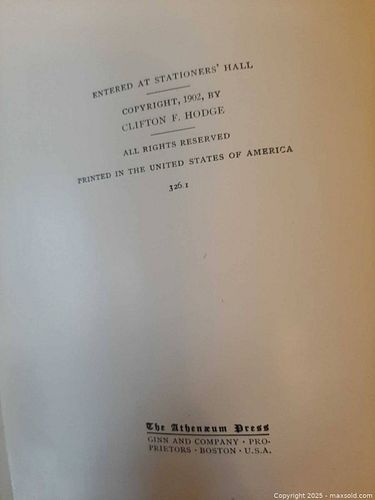 ENTERED AT STATIONERS' HALL
COPYRIGHT, 1902, BY
CLIFTON F. HODGE
ALL RIGHTS RESERVED
PRINTED IN THE UNITED STATES OF AMERICA
326.1
The Athenæum Press
GINN AND COMPANY · PRO-
PRIETORS · BOSTON · U.S.A.
Copyright 2025 - maxsold.com